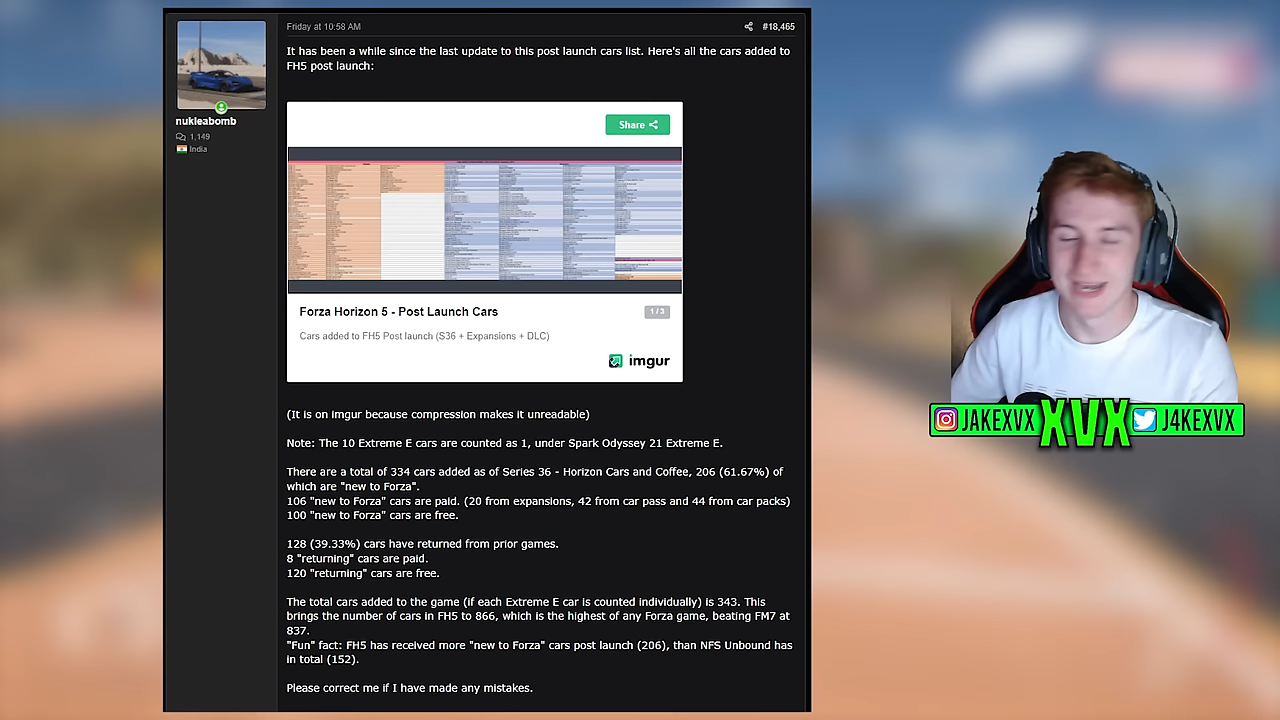 Friday at 10:58 AM
#18,465
nukleabomb
1,149
India
It has been a while since the last update to this post launch cars list. Here's all the cars added to
FH5 post launch:
Share
Forza Horizon 5 - Post Launch Cars
1 / 3
Cars added to FH5 Post launch (S36 + Expansions + DLC)
imgur
(It is on imgur because compression makes it unreadable)
Note: The 10 Extreme E cars are counted as 1, under Spark Odyssey 21 Extreme E.
There are a total of 334 cars added as of Series 36 - Horizon Cars and Coffee, 206 (61.67%) of
which are "new to Forza".
106 "new to Forza" cars are paid. (20 from expansions, 42 from car pass and 44 from car packs)
100 "new to Forza" cars are free.
128 (39.33%) cars have returned from prior games.
8 "returning" cars are paid.
120 "returning" cars are free.
The total cars added to the game (if each Extreme E car is counted individually) is 343. This
brings the number of cars in FH5 to 866, which is the highest of any Forza game, beating FM7 at
837.
"Fun" fact: FH5 has received more "new to Forza" cars post launch (206), than NFS Unbound has
in total (152).
Please correct me if I have made any mistakes.
JAKEXVX XVX J4KEXVX